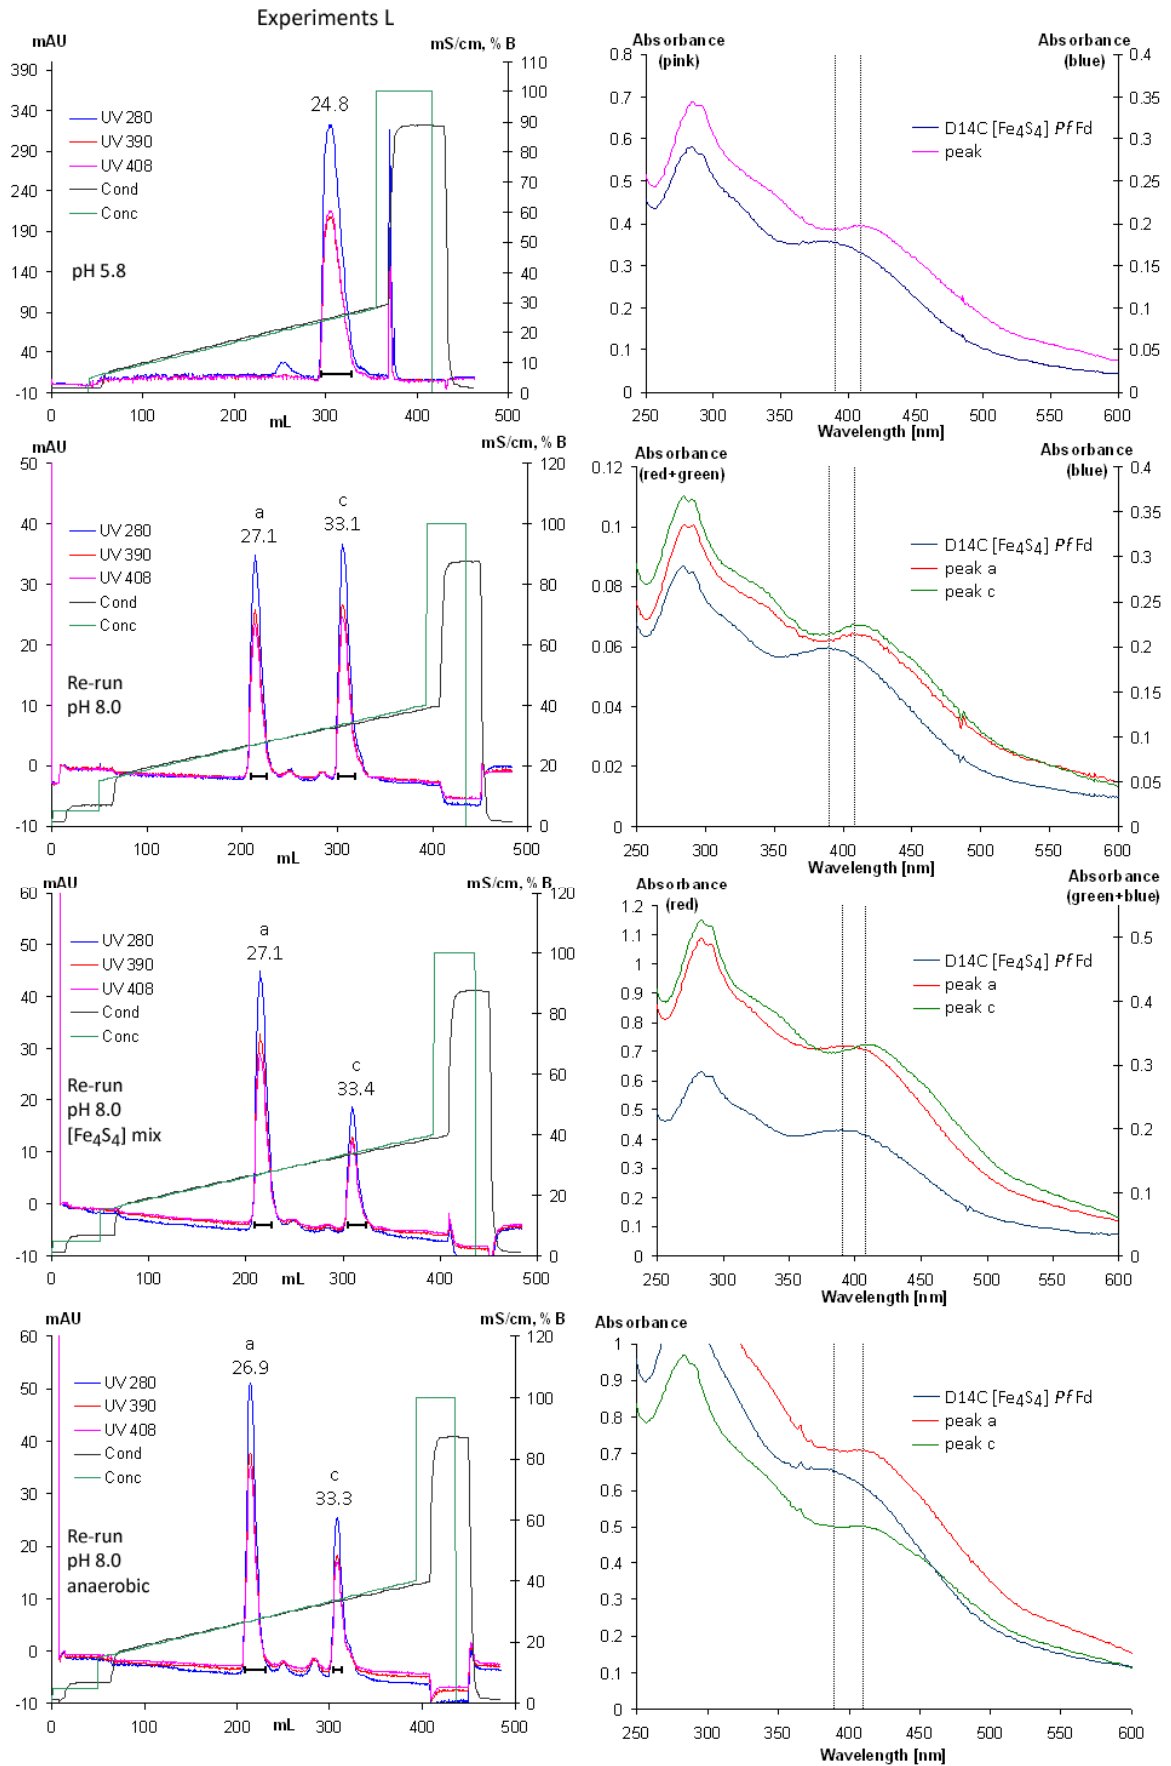 Experiments L
mAU
mS/cm, % B
390
340
290
240
190
140
90
40
-10
110
100
90
80
70
60
50
40
30
20
10
0
UV 280
UV 390
UV 408
Cond
Conc
24.8
pH 5.8
0 100 200 300 400 500
mL
Absorbance
(pink)
Absorbance
(blue)
0.8
0.7
0.6
0.5
0.4
0.3
0.2
0.1
0
0.4
0.35
0.3
0.25
0.2
0.15
0.1
0.05
0
D14C [Fe4S4] Pf Fd
peak
250 300 350 400 450 500 550 600
Wavelength [nm]
mAU
mS/cm, % B
50
40
30
20
10
0
-10
120
100
80
60
40
20
0
UV 280
UV 390
UV 408
Cond
Conc
a
27.1
c
33.1
Re-run
pH 8.0
0 100 200 300 400 500
mL
Absorbance
(red+green)
Absorbance
(blue)
0.12
0.1
0.08
0.06
0.04
0.02
0
0.4
0.35
0.3
0.25
0.2
0.15
0.1
0.05
0
D14C [Fe4S4] Pf Fd
peak a
peak c
250 300 350 400 450 500 550 600
Wavelength [nm]
mAU
mS/cm, % B
60
50
40
30
20
10
0
-10
120
100
80
60
40
20
0
UV 280
UV 390
UV 408
Cond
Conc
a
27.1
c
33.4
Re-run
pH 8.0
[Fe4S4] mix
0 100 200 300 400 500
mL
Absorbance
(red)
Absorbance
(green+blue)
1.2
1.1
1
0.9
0.8
0.7
0.6
0.5
0.4
0.3
0.2
0.1
0
0.5
0.4
0.3
0.2
0.1
0
D14C [Fe4S4] Pf Fd
peak a
peak c
250 300 350 400 450 500 550 600
Wavelength [nm]
mAU
mS/cm, % B
60
50
40
30
20
10
0
-10
120
100
80
60
40
20
0
UV 280
UV 390
UV 408
Cond
Conc
a
26.9
c
33.3
Re-run
pH 8.0
anaerobic
0 100 200 300 400 500
mL
Absorbance
1
0.9
0.8
0.7
0.6
0.5
0.4
0.3
0.2
0.1
0
D14C [Fe4S4] Pf Fd
peak a
peak c
250 300 350 400 450 500 550 600
Wavelength [nm]